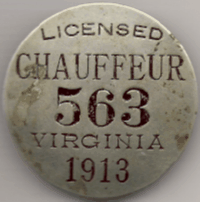 LICENSED
CHAUFFEUR
563
VIRGINIA
1913